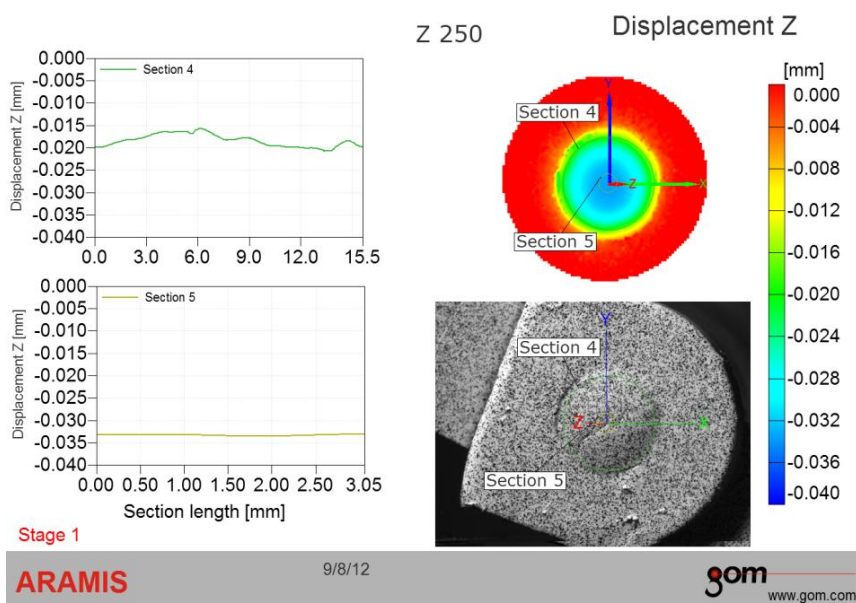 Z 250
Displacement Z
0.000
-0.005
-0.010
-0.015
-0.020
-0.025
-0.030
-0.035
-0.040
Displacement Z [mm]
Section 4
0.0 3.0 6.0 9.0 12.0 15.5
0.000
-0.005
-0.010
-0.015
-0.020
-0.025
-0.030
-0.035
-0.040
Displacement Z [mm]
Section 5
0.00 0.50 1.00 1.50 2.00 2.50 3.05
Section length [mm]
Stage 1
Y
Section 4
Z
X
Section 5
[mm]
0.000
-0.004
-0.008
-0.012
-0.016
-0.020
-0.024
-0.028
-0.032
-0.036
-0.040
Y
Section 4
Z
X
Section 5
ARAMIS
9/8/12
gom
www.gom.com